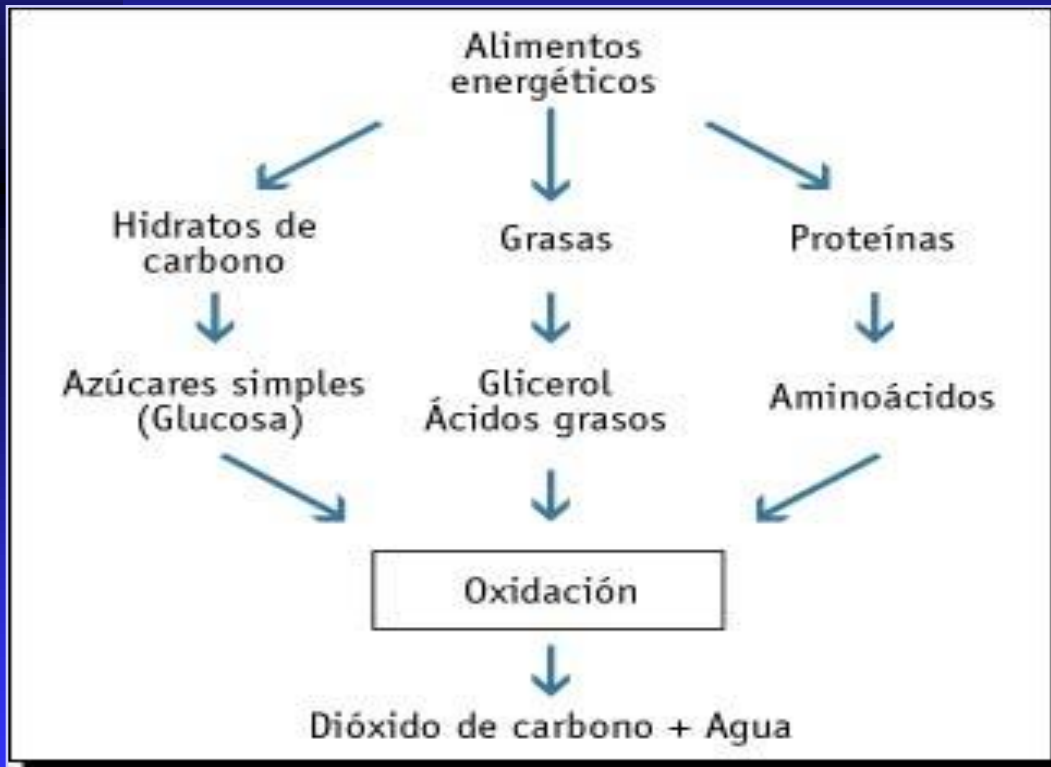 Alimentos
energéticos
Hidratos de
carbono
Grasas
Proteínas
Azúcares simples
(Glucosa)
Glicerol
Ácidos grasos
Aminoácidos
Oxidación
Dióxido de carbono + Agua